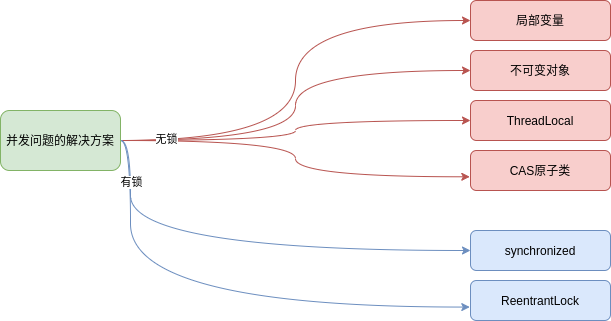 并发问题的解决方案
无锁
有锁
局部变量
不可变对象
ThreadLocal
CAS原子类
synchronized
ReentrantLock